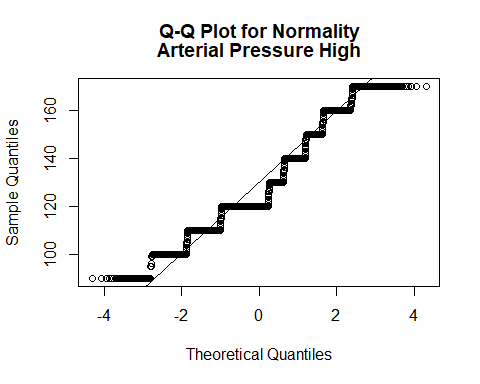 Q-Q Plot for Normality
Arterial Pressure High
Sample Quantiles
160
140
120
100
-4 -2 0 2 4
Theoretical Quantiles